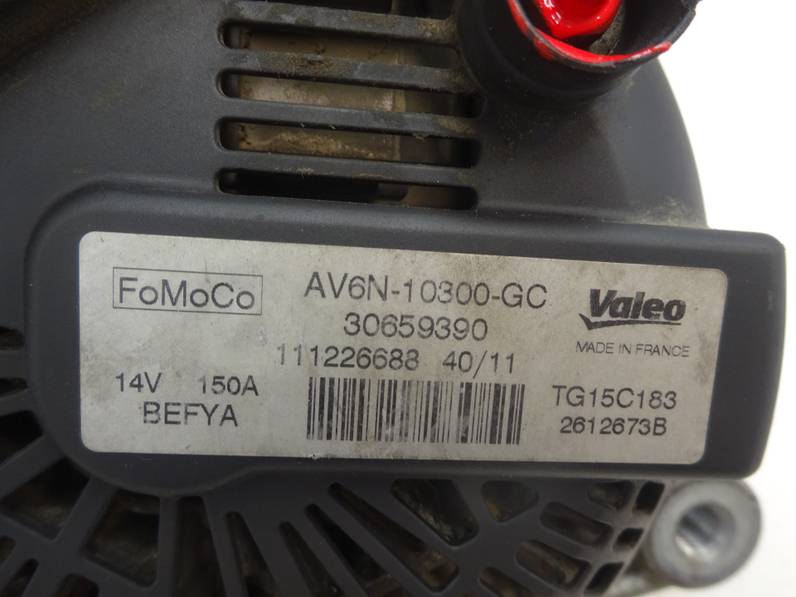 FoMoCo
AV6N-10300-GC
30659390
111226688 40/11
14V 150A
BEFYA
Valeo
MADE IN FRANCE
TG15C183
2612673B